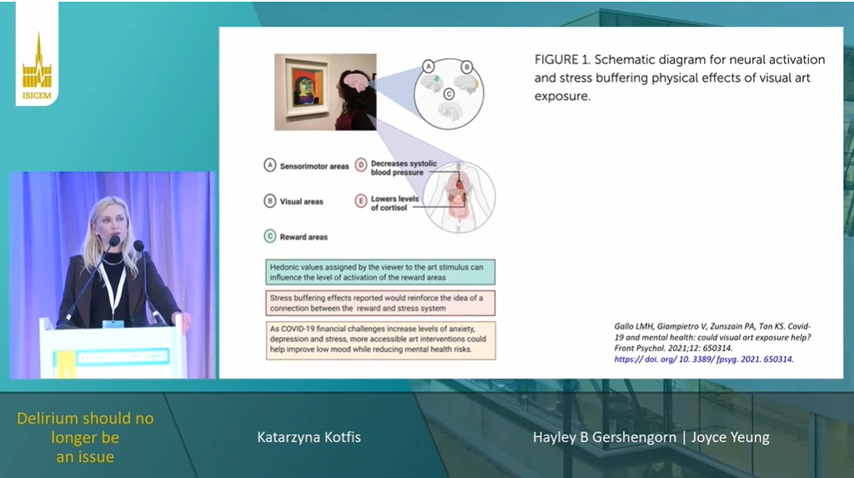 ISICEM
FIGURE 1. Schematic diagram for neural activation
and stress buffering physical effects of visual art
exposure.
A
B
C
A Sensorimotor areas
D Decreases systolic
blood pressure
B Visual areas
E Lowers levels
of cortisol
C Reward areas
Hedonic values assigned by the viewer to the art stimulus can
influence the level of activation of the reward areas
Stress buffering effects reported would reinforce the idea of a
connection between the reward and stress system
As COVID-19 financial challenges increase levels of anxiety,
depression and stress, more accessible art interventions could
help improve low mood while reducing mental health risks.
Gallo LMH, Giampietro V, Zunszain PA, Tan KS. Covid-
19 and mental health: could visual art exposure help?
Front Psychol. 2021;12: 650314.
https:// doi. org/ 10. 3389/ fpsyg. 2021. 650314.
Delirium should no
longer be
an issue
Katarzyna Kotfis
Hayley B Gershengorn | Joyce Yeung